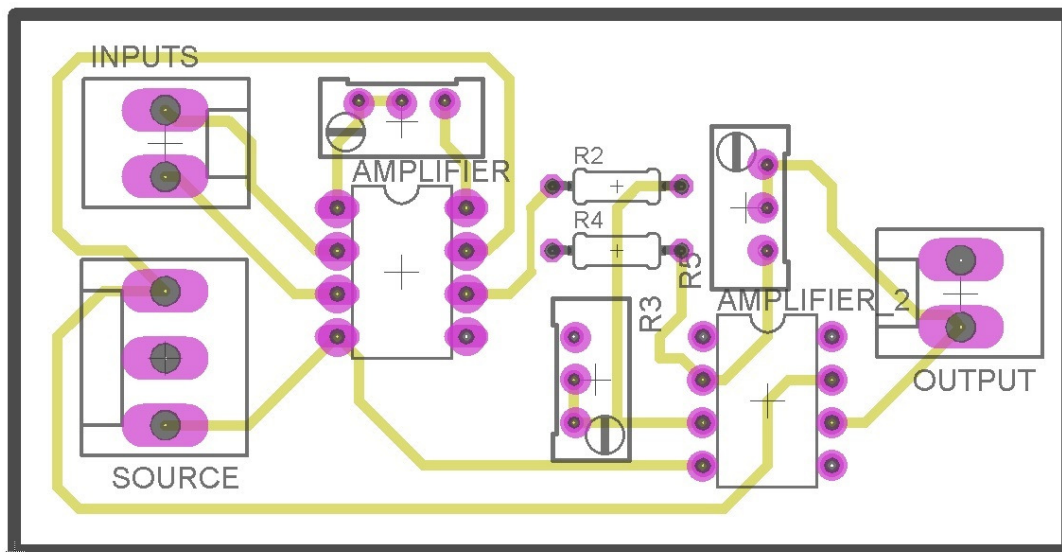 INPUTS
AMPLIFIER
R2
R4
R5
R3
AMPLIFIER_2
OUTPUT
SOURCE